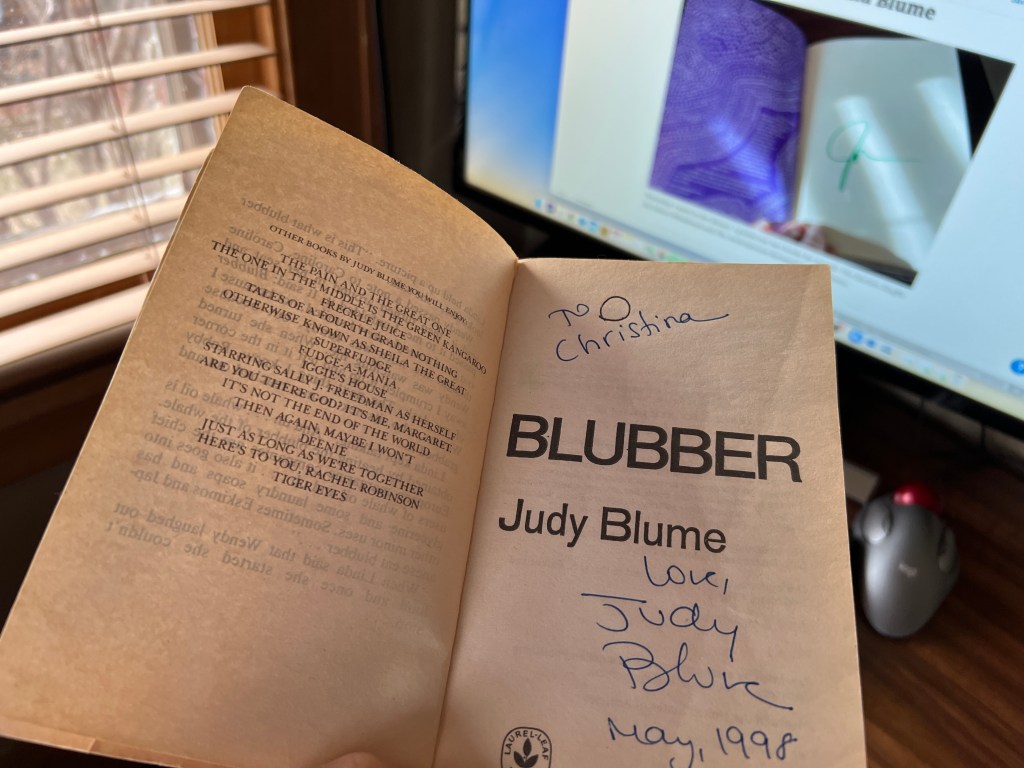 OTHER BOOKS BY JUDY BLUME YOU WILL ENJOY:
THE PAIN AND THE GREAT ONE
THE ONE IN THE MIDDLE IS THE GREEN KANGAROO
FRECKLE JUICE
TALES OF A FOURTH GRADE NOTHING
OTHERWISE KNOWN AS SHEILA THE GREAT
SUPERFUDGE
FUDGE-A-MANIA
IGGIE'S HOUSE
STARRING SALLY J. FREEDMAN AS HERSELF
ARE YOU THERE GOD? IT'S ME, MARGARET.
IT'S NOT THE END OF THE WORLD
THEN AGAIN, MAYBE I WON'T
DEENIE
JUST AS LONG AS WE'RE TOGETHER
HERE'S TO YOU, RACHEL ROBINSON
TIGER EYES
To
Christina
BLUBBER
Judy Blume
Love,
Judy
Blume
May, 1998
LAUREL-LEAF
Blume
logi